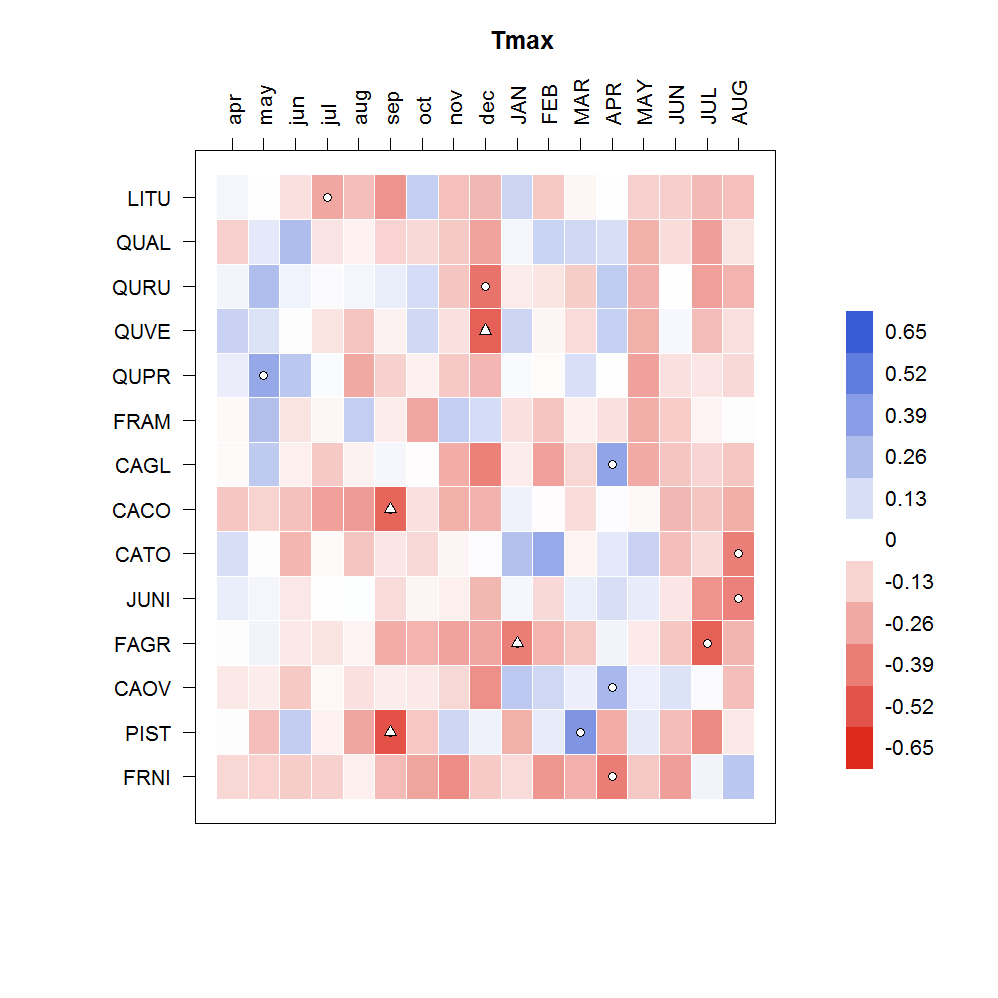 Tmax
apr may jun jul aug sep oct nov dec JAN FEB MAR APR MAY JUN JUL AUG
LITU
QUAL
QURU
QUVE
QUPR
FRAM
CAGL
CACO
CATO
JUNI
FAGR
CAOV
PIST
FRNI
0.65
0.52
0.39
0.26
0.13
0
-0.13
-0.26
-0.39
-0.52
-0.65